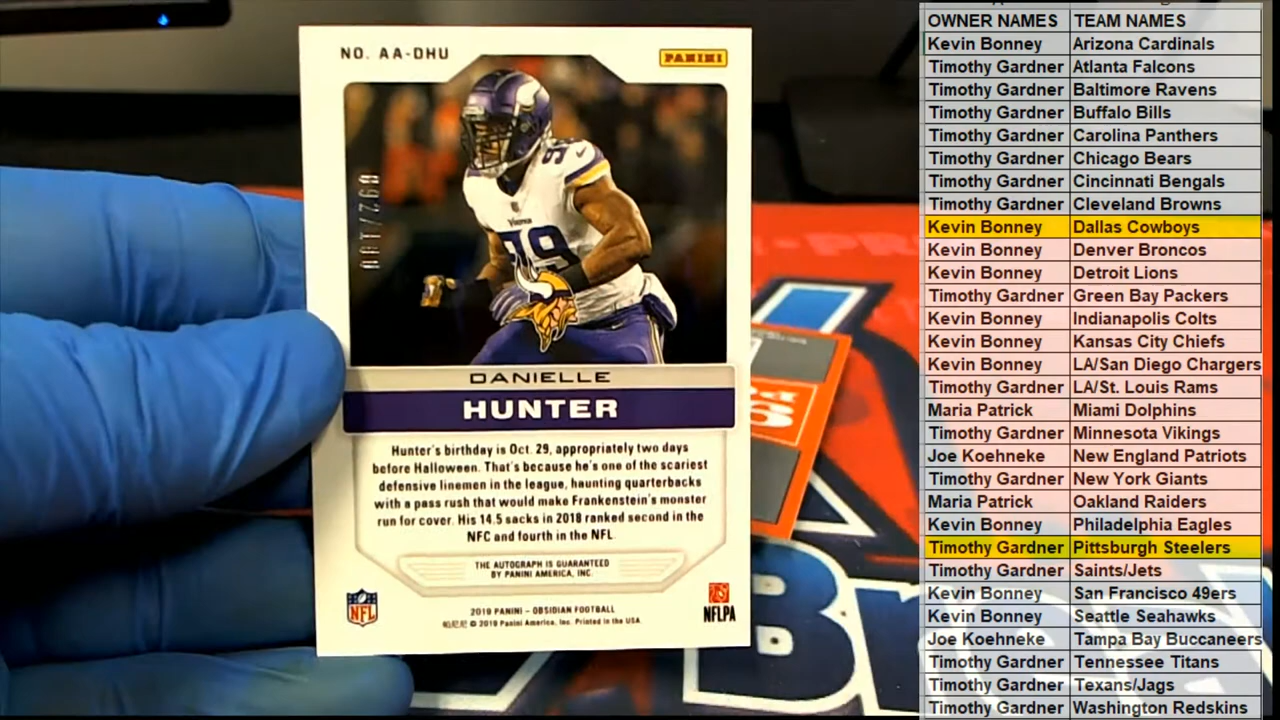 NO. AA-DHU
PANINI
092/100
99
99
VIKINGS
DANIELLE
HUNTER
Hunter's birthday is Oct. 29, appropriately two days
before Halloween. That's because he's one of the scariest
defensive linemen in the league, haunting quarterbacks
with a pass rush that would make Frankenstein's monster
run for cover. His 14.5 sacks in 2018 ranked second in the
NFC and fourth in the NFL.
THE AUTOGRAPH IS GUARANTEED
BY PANINI AMERICA, INC.
NFL
NFLPA
2019 PANINI – OBSIDIAN FOOTBALL
© 2019 Panini America, Inc. Printed in the USA.
OWNER NAMES TEAM NAMES
Kevin Bonney Arizona Cardinals
Timothy Gardner Atlanta Falcons
Timothy Gardner Baltimore Ravens
Timothy Gardner Buffalo Bills
Timothy Gardner Carolina Panthers
Timothy Gardner Chicago Bears
Timothy Gardner Cincinnati Bengals
Timothy Gardner Cleveland Browns
Kevin Bonney Dallas Cowboys
Kevin Bonney Denver Broncos
Kevin Bonney Detroit Lions
Timothy Gardner Green Bay Packers
Kevin Bonney Indianapolis Colts
Kevin Bonney Kansas City Chiefs
Kevin Bonney LA/San Diego Chargers
Timothy Gardner LA/St. Louis Rams
Maria Patrick Miami Dolphins
Timothy Gardner Minnesota Vikings
Joe Koehneke New England Patriots
Timothy Gardner New York Giants
Maria Patrick Oakland Raiders
Kevin Bonney Philadelphia Eagles
Timothy Gardner Pittsburgh Steelers
Timothy Gardner Saints/Jets
Kevin Bonney San Francisco 49ers
Kevin Bonney Seattle Seahawks
Joe Koehneke Tampa Bay Buccaneers
Timothy Gardner Tennessee Titans
Timothy Gardner Texans/Jags
Timothy Gardner Washington Redskins